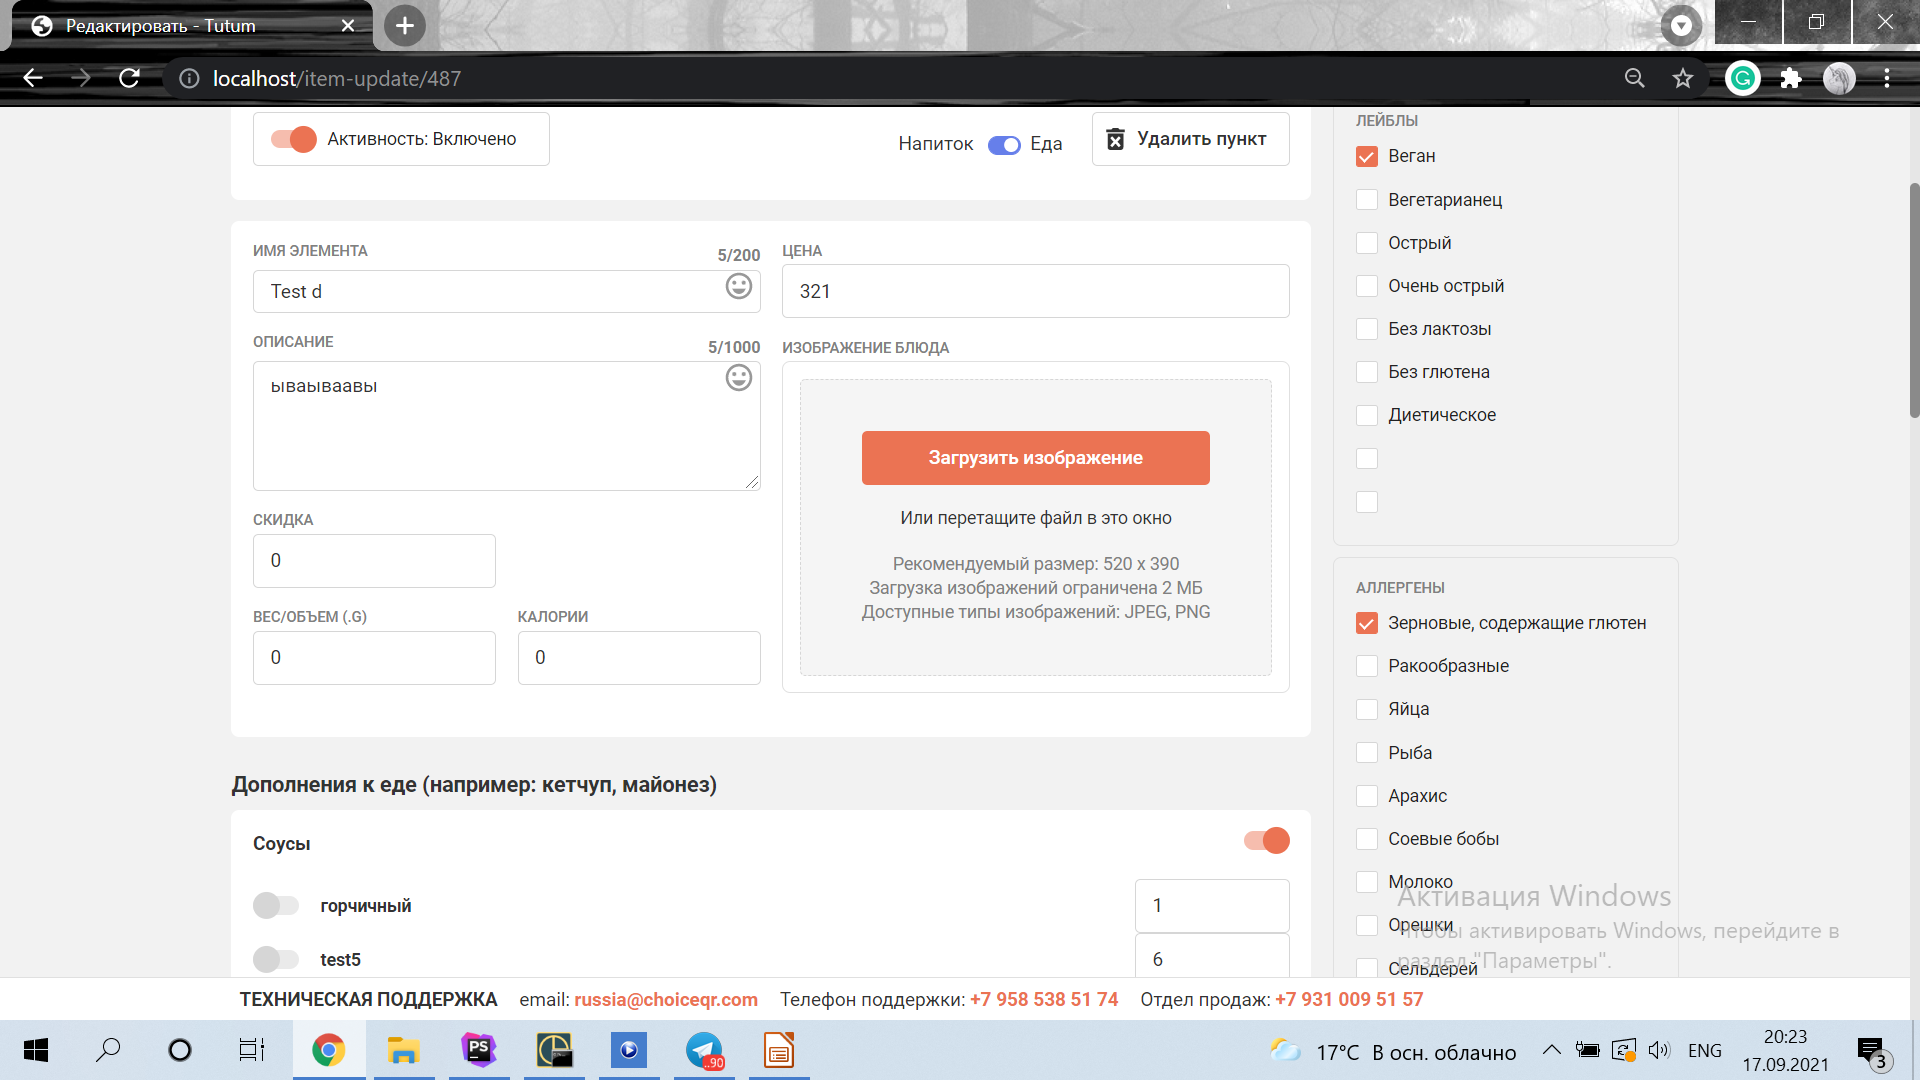 Редактировать - Tutum
localhost/item-update/487
Активность: Включено
Напиток Еда
Удалить пункт
ИМЯ ЭЛЕМЕНТА 5/200
Test d
ЦЕНА
321
ОПИСАНИЕ 5/1000
ываываавы
ИЗОБРАЖЕНИЕ БЛЮДА
Загрузить изображение
Или перетащите файл в это окно
Рекомендуемый размер: 520 x 390
Загрузка изображений ограничена 2 МБ
Доступные типы изображений: JPEG, PNG
СКИДКА
0
ВЕС/ОБЪЕМ (.G)
0
КАЛОРИИ
0
Дополнения к еде (например: кетчуп, майонез)
Соусы
горчичный 1
test5 6
ЛЕЙБЛЫ
Веган
Вегетарианец
Острый
Очень острый
Без лактозы
Без глютена
Диетическое
АЛЛЕРГЕНЫ
Зерновые, содержащие глютен
Ракообразные
Яйца
Рыба
Арахис
Соевые бобы
Молоко
Орешки
Сельдерей
Активация Windows
Чтобы активировать Windows, перейдите в
раздел "Параметры".
ТЕХНИЧЕСКАЯ ПОДДЕРЖКА email: russia@choiceqr.com Телефон поддержки: +7 958 538 51 74 Отдел продаж: +7 931 009 51 57
PS
..90
17°C В осн. облачно
ENG
20:23
17.09.2021
3